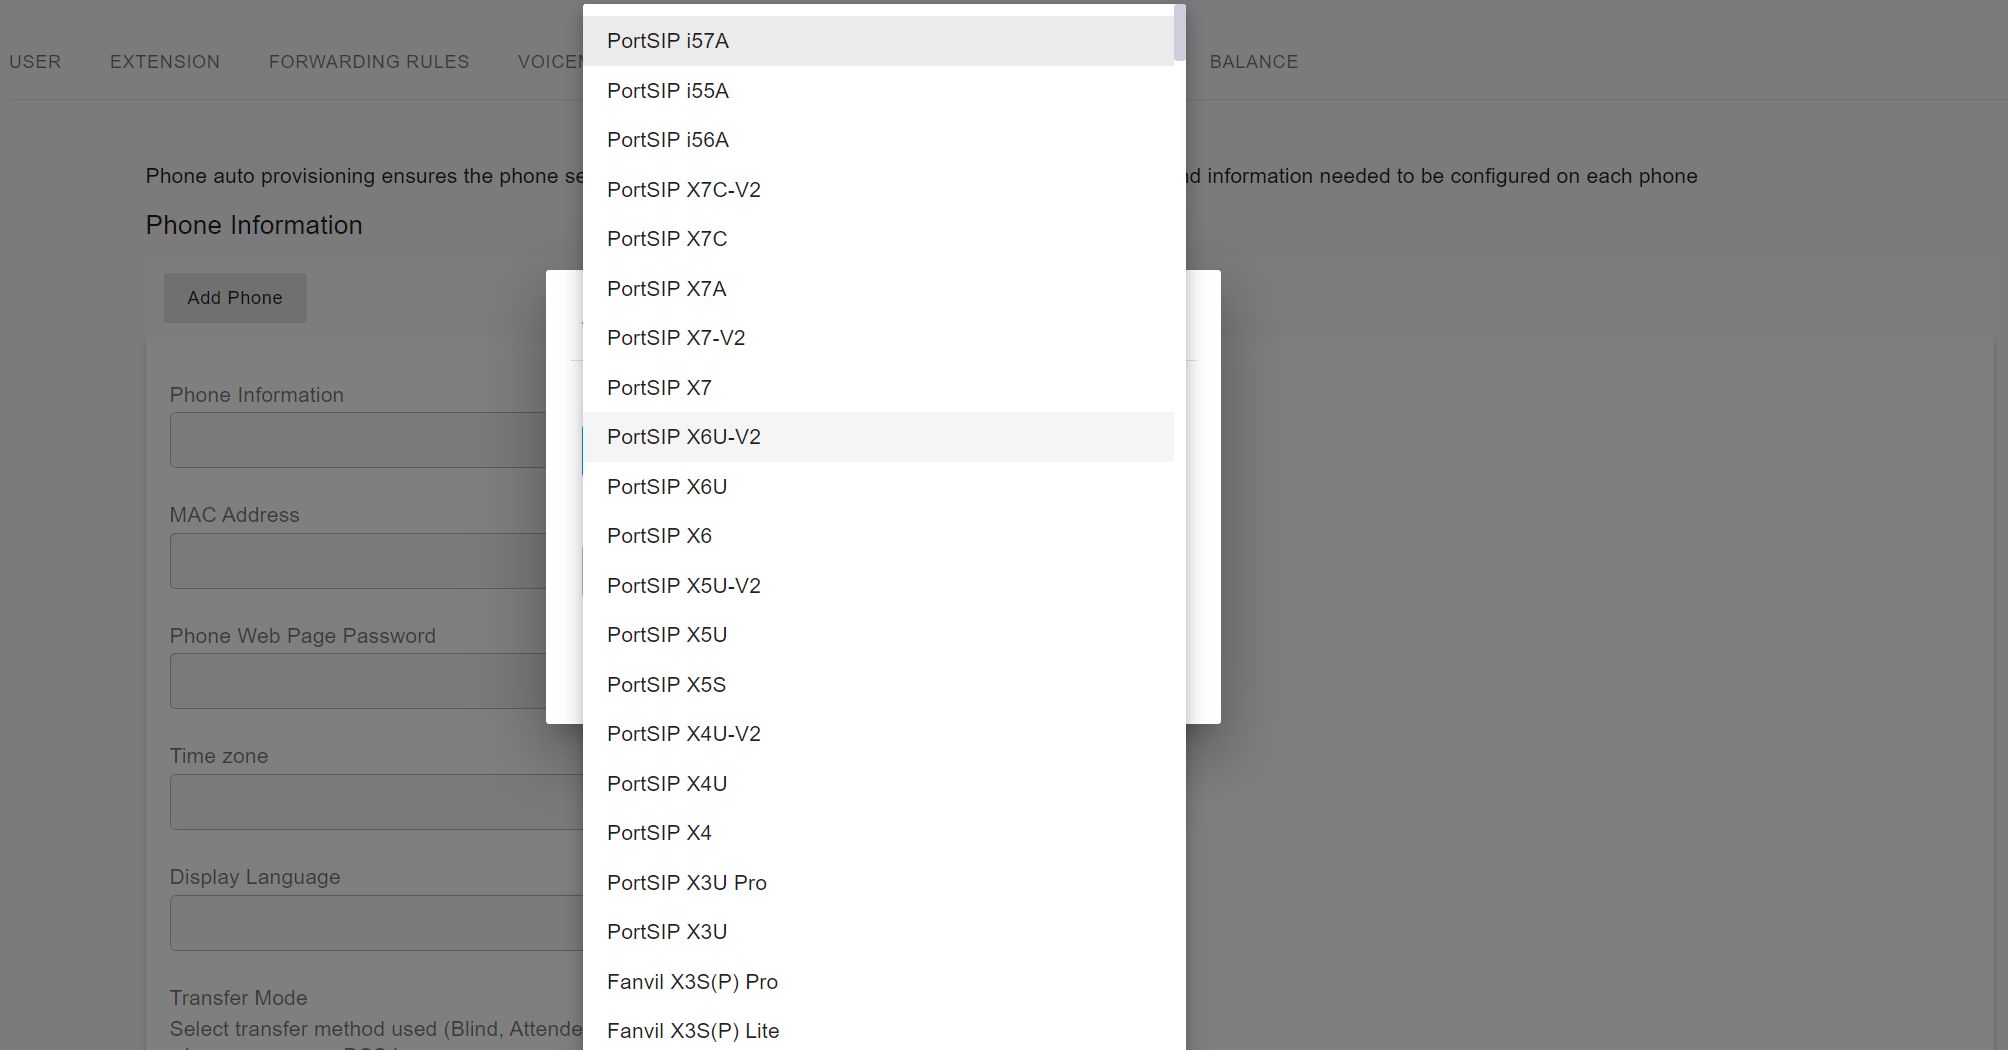 USER EXTENSION FORWARDING RULES VOICEM BALANCE
Phone auto provisioning ensures the phone se
nd information needed to be configured on each phone
Phone Information
Add Phone
Phone Information
MAC Address
Phone Web Page Password
Time zone
Display Language
Transfer Mode
Select transfer method used (Blind, Attende
PortSIP i57A
PortSIP i55A
PortSIP i56A
PortSIP X7C-V2
PortSIP X7C
PortSIP X7A
PortSIP X7-V2
PortSIP X7
PortSIP X6U-V2
PortSIP X6U
PortSIP X6
PortSIP X5U-V2
PortSIP X5U
PortSIP X5S
PortSIP X4U-V2
PortSIP X4U
PortSIP X4
PortSIP X3U Pro
PortSIP X3U
Fanvil X3S(P) Pro
Fanvil X3S(P) Lite